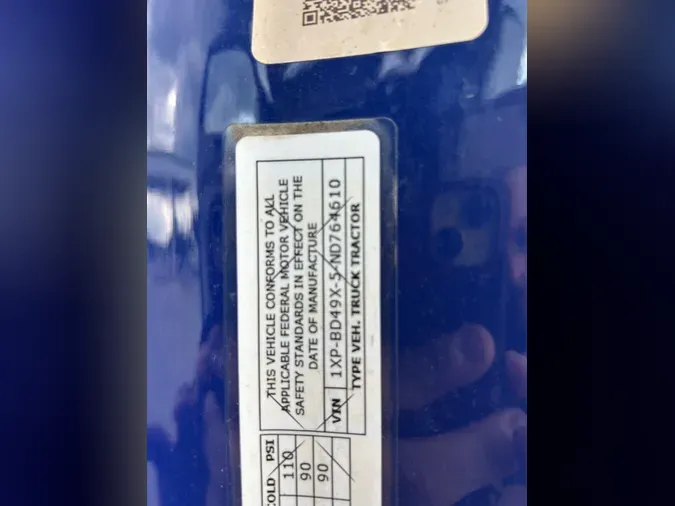 THIS VEHICLE CONFORMS TO ALL
APPLICABLE FEDERAL MOTOR VEHICLE
SAFETY STANDARDS IN EFFECT ON THE
DATE OF MANUFACTURE
VIN 1XP-BD49X-5-ND764610
TYPE VEH. TRUCK TRACTOR
COLD PSI
110
90
90